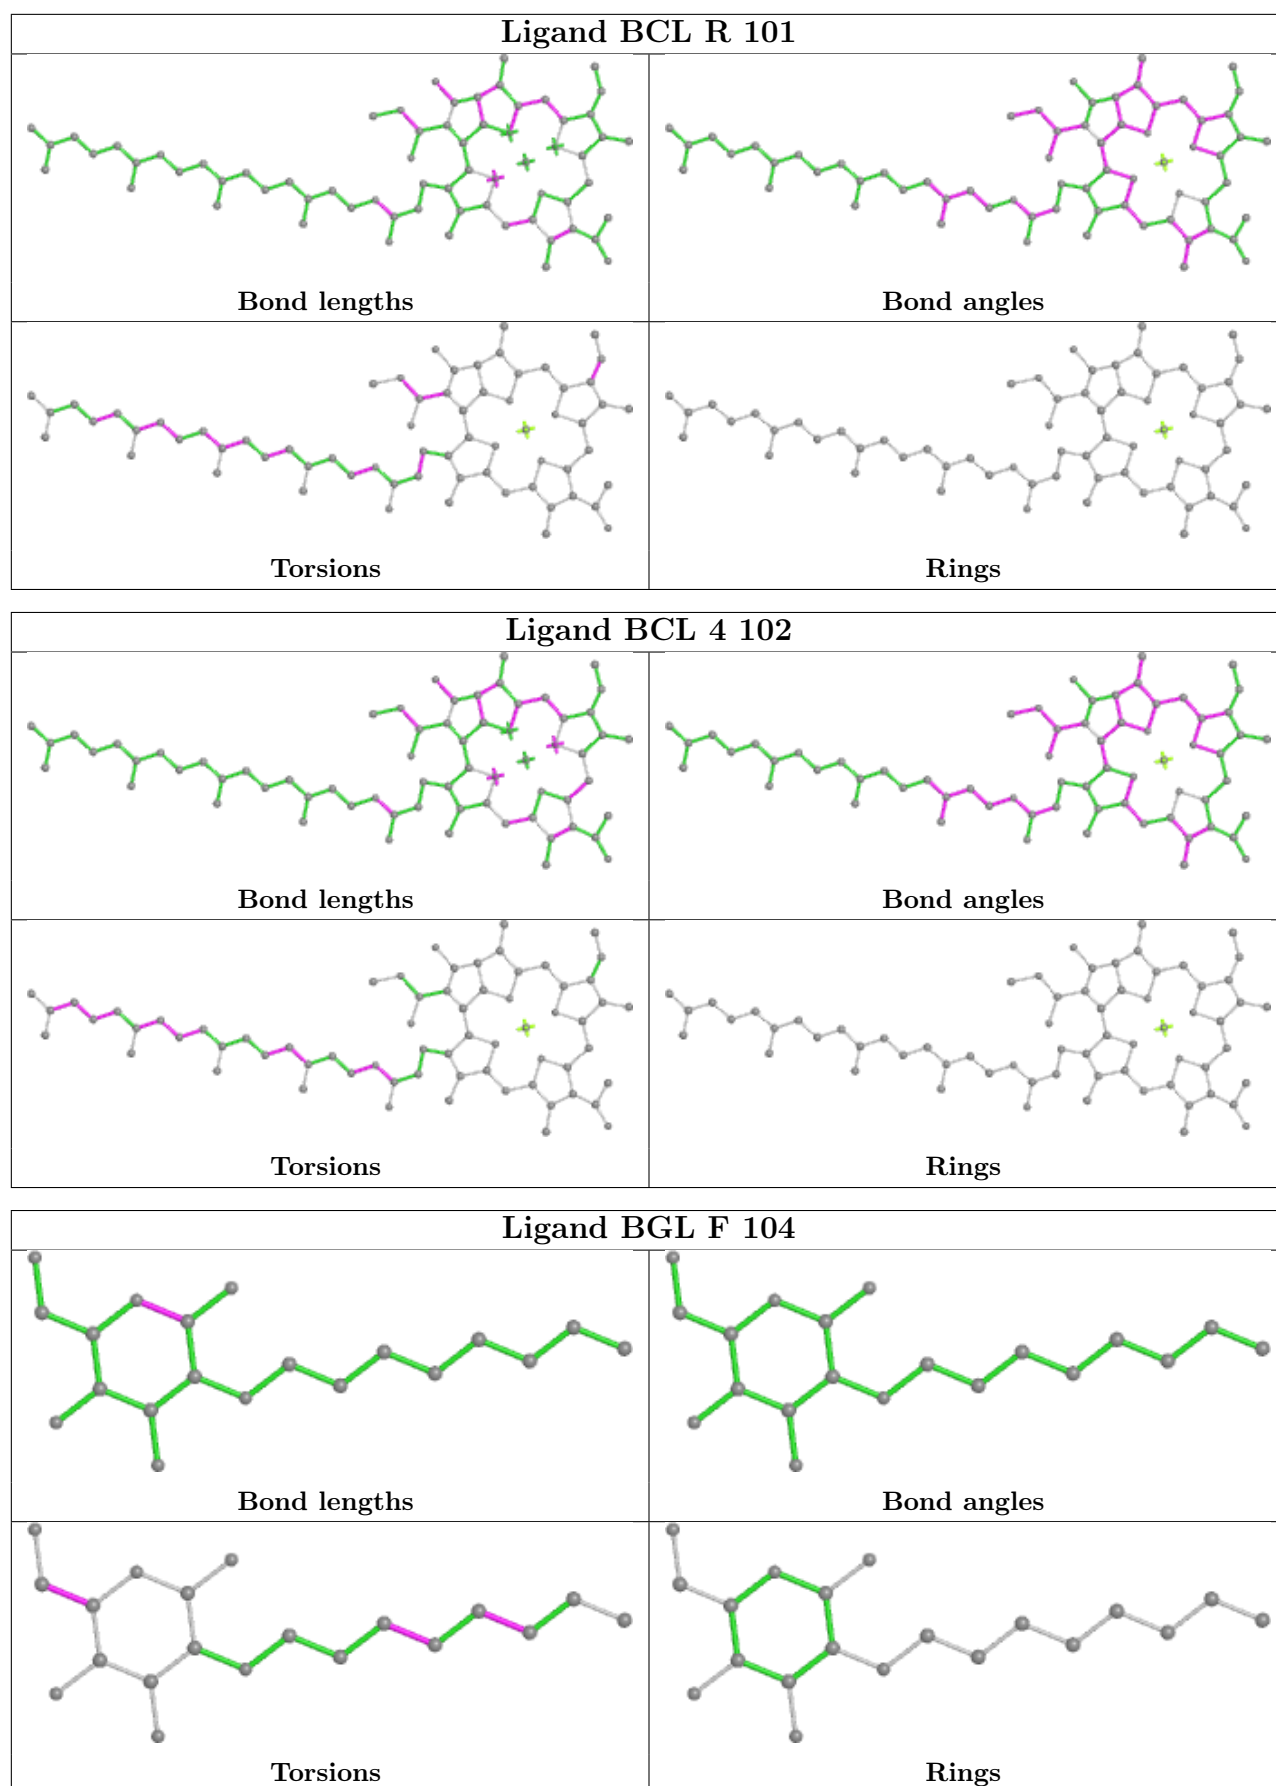 Ligand BCL R 101
Bond lengths
Bond angles
Torsions
Rings
Ligand BCL 4 102
Bond lengths
Bond angles
Torsions
Rings
Ligand BGL F 104
Bond lengths
Bond angles
Torsions
Rings